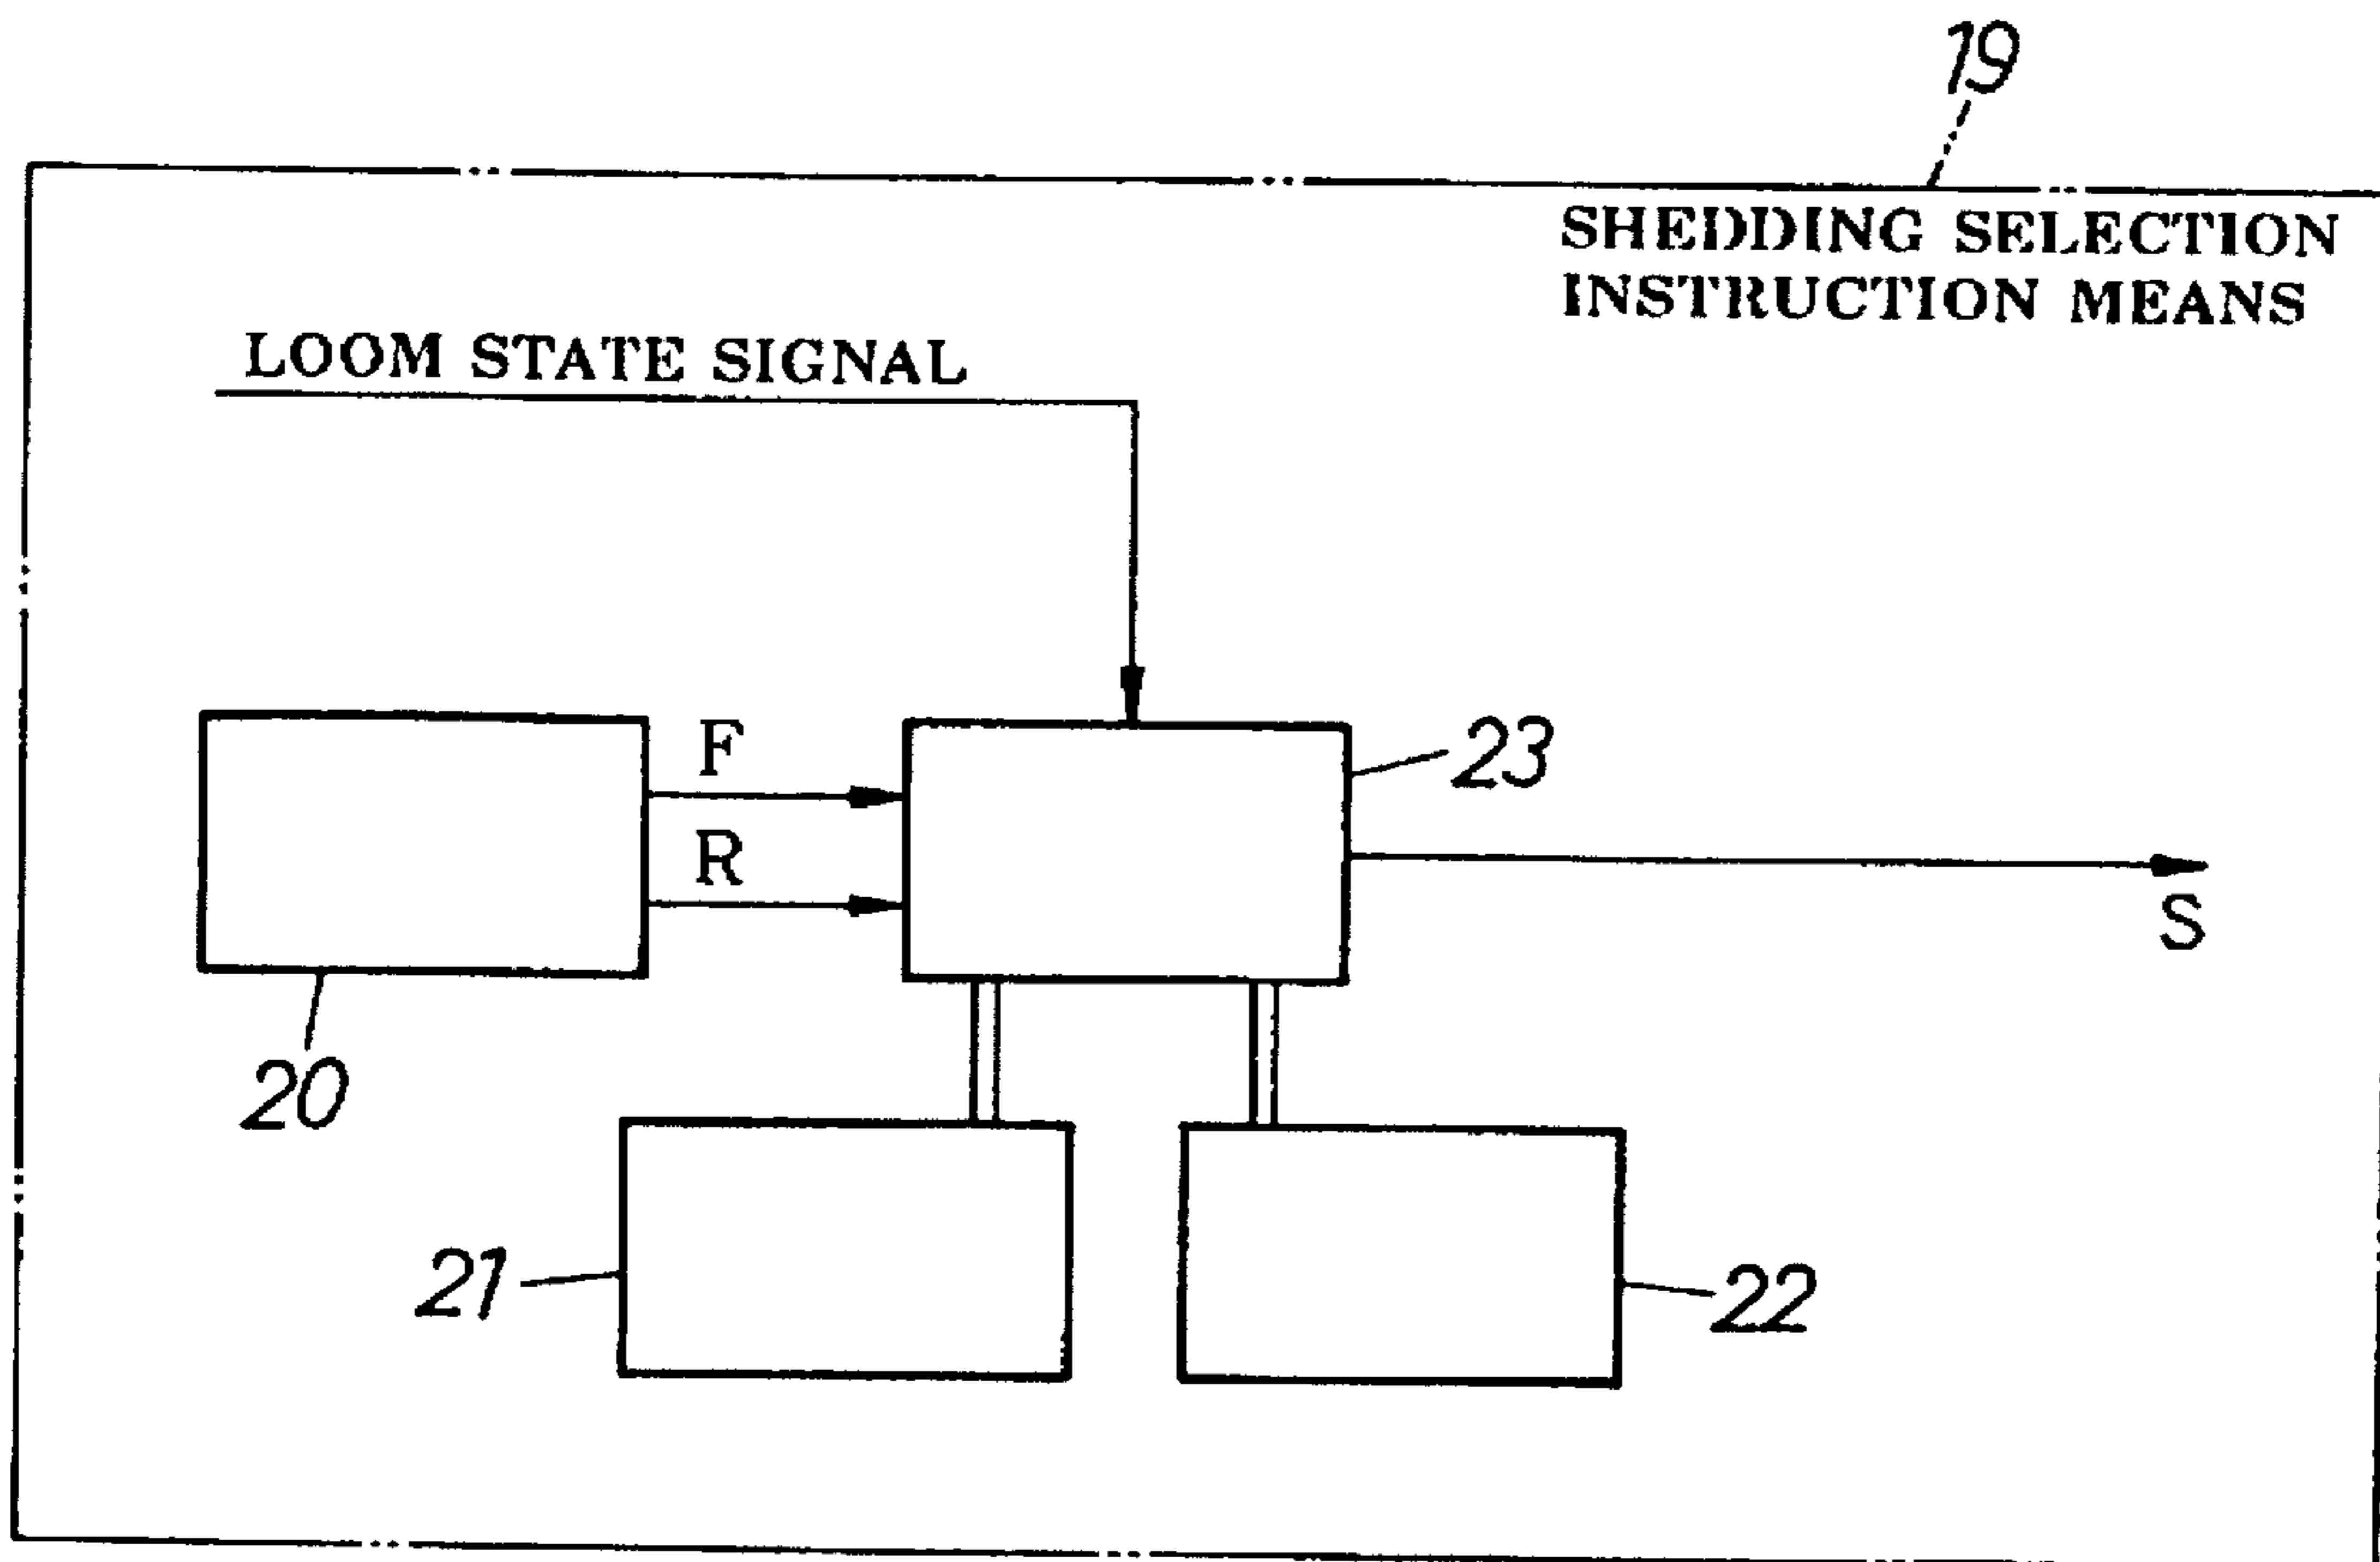 19
SHEDDING SELECTION
INSTRUCTION MEANS
LOOM STATE SIGNAL
F
23
R
S
20
21
22